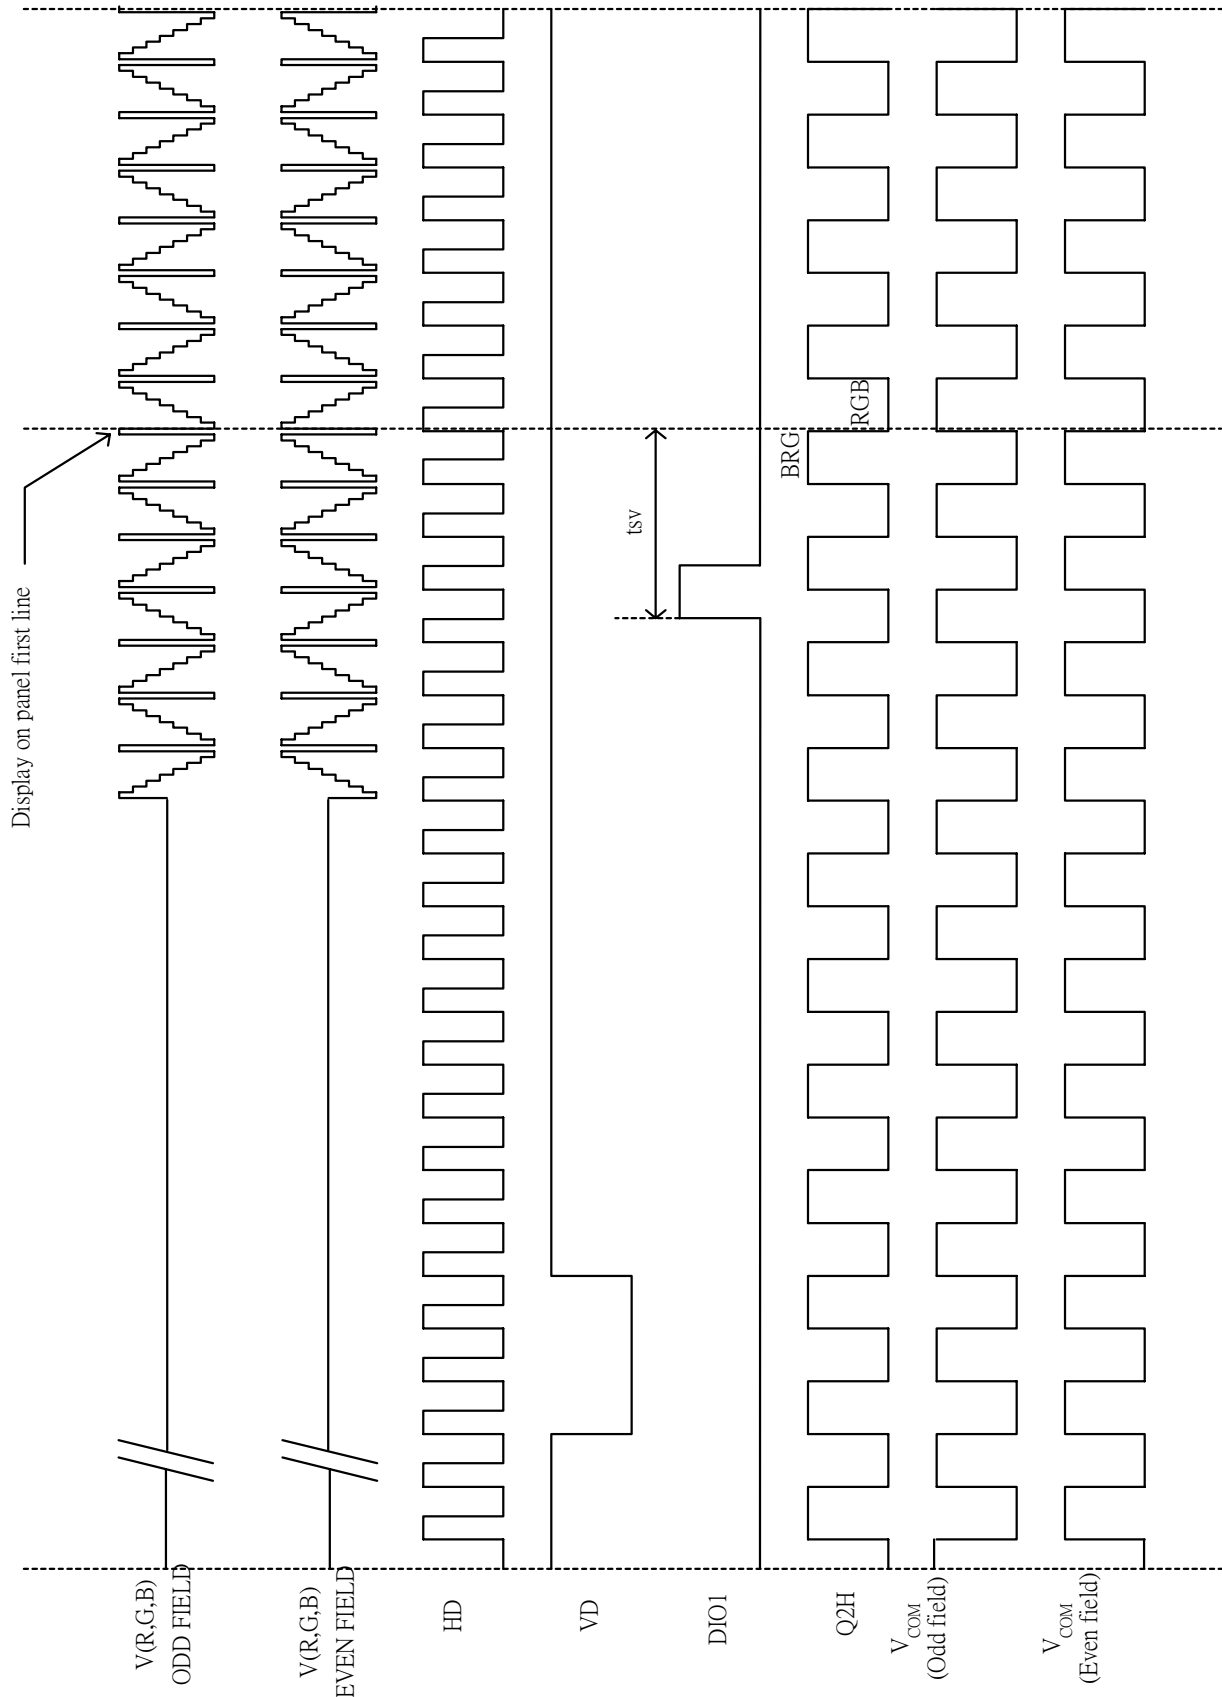 Display on panel first line
V(R,G,B)
ODD FIELD
V(R,G,B)
EVEN FIELD
HD
VD
tsv
DIO1
BRG
RGB
Q2H
VCOM
(Odd field)
VCOM
(Even field)